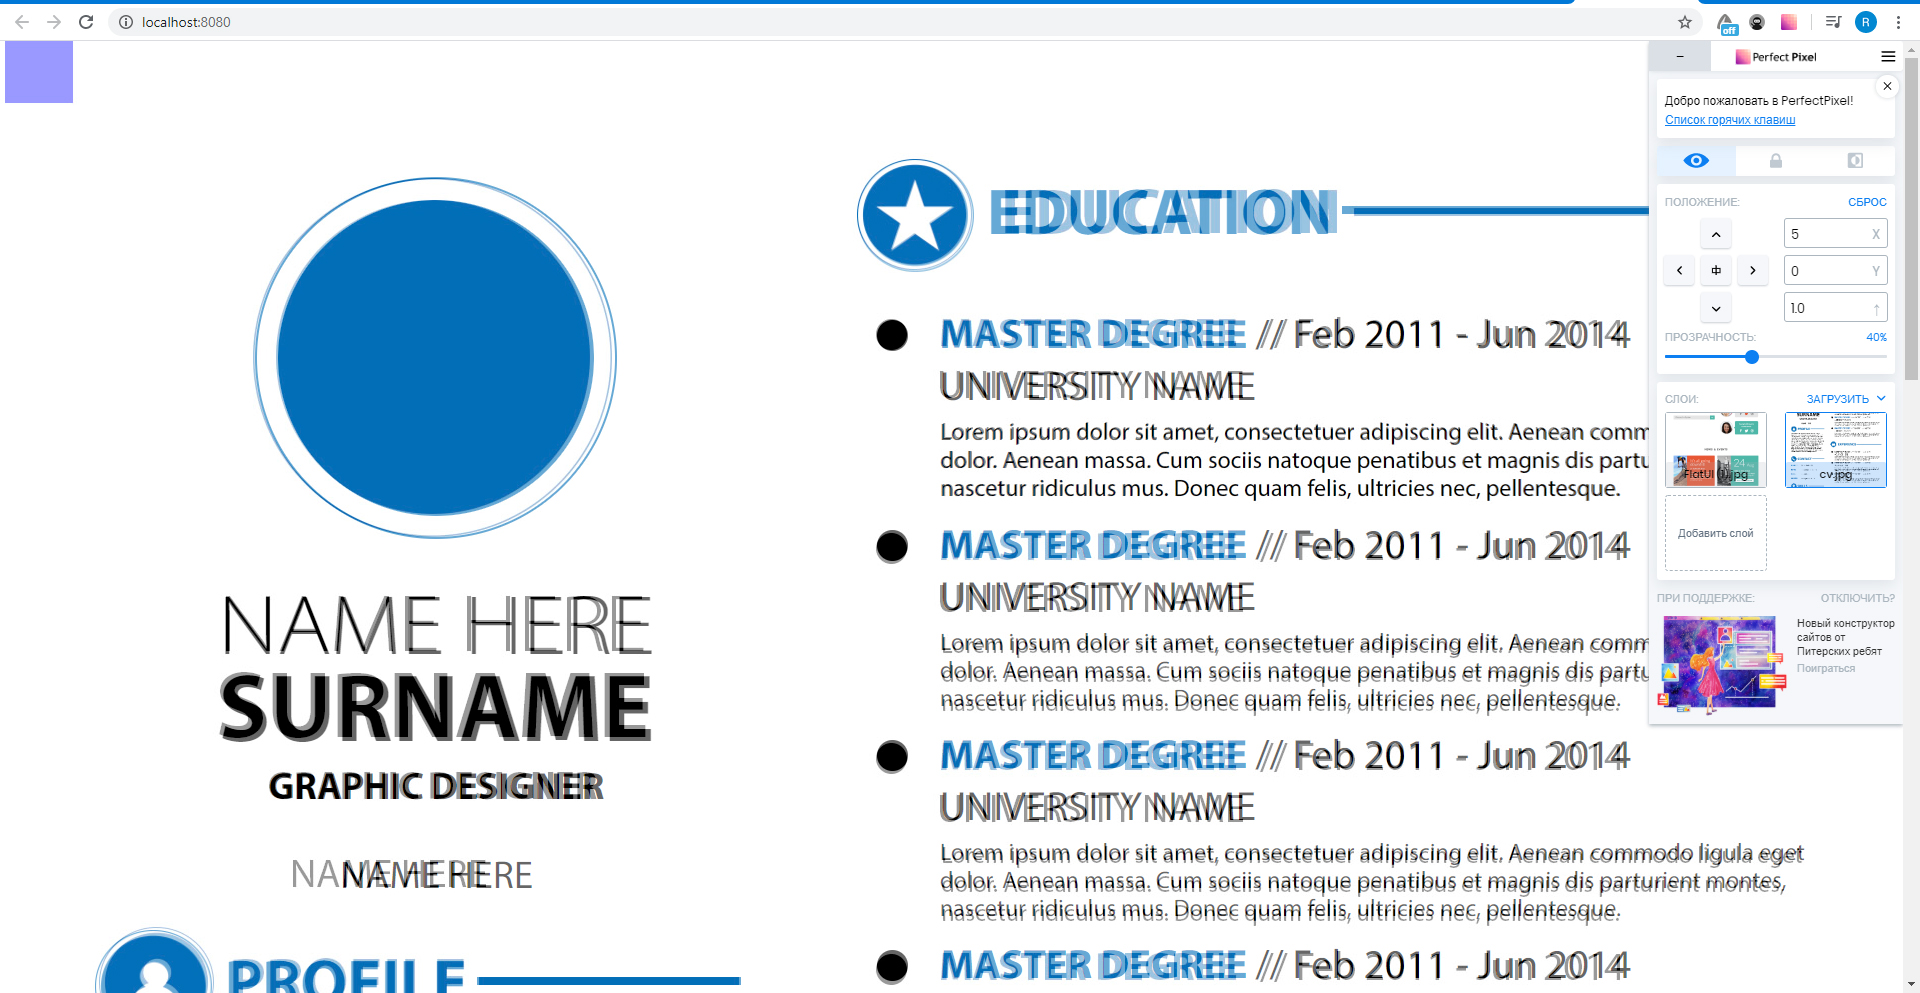 localhost:8080
off
R
Perfect Pixel
Добро пожаловать в PerfectPixel!
Список горячих клавиш
ПОЛОЖЕНИЕ:
СБРОС
5 X
0 Y
1.0
ПРОЗРАЧНОСТЬ:
40%
СЛОИ:
ЗАГРУЗИТЬ
FlatUI (1).jpg
cv.jpg
Добавить слой
ПРИ ПОДДЕРЖКЕ:
ОТКЛЮЧИТЬ?
Новый конструктор
сайтов от
Питерских ребят
Поиграться
NAME HERE
SURNAME
GRAPHIC DESIGNER
NAME HERE
PROFILE
EDUCATION
MASTER DEGREE // Feb 2011 - Jun 2014
UNIVERSITY NAME
Lorem ipsum dolor sit amet, consectetuer adipiscing elit. Aenean comm
dolor. Aenean massa. Cum sociis natoque penatibus et magnis dis partu
nascetur ridiculus mus. Donec quam felis, ultricies nec, pellentesque.
MASTER DEGREE // Feb 2011 - Jun 2014
UNIVERSITY NAME
Lorem ipsum dolor sit amet, consectetuer adipiscing elit. Aenean comm
dolor. Aenean massa. Cum sociis natoque penatibus et magnis dis partu
nascetur ridiculus mus. Donec quam felis, ultricies nec, pellentesque.
MASTER DEGREE // Feb 2011 - Jun 2014
UNIVERSITY NAME
Lorem ipsum dolor sit amet, consectetuer adipiscing elit. Aenean commodo ligula eget
dolor. Aenean massa. Cum sociis natoque penatibus et magnis dis parturient montes,
nascetur ridiculus mus. Donec quam felis, ultricies nec, pellentesque.
MASTER DEGREE // Feb 2011 - Jun 2014